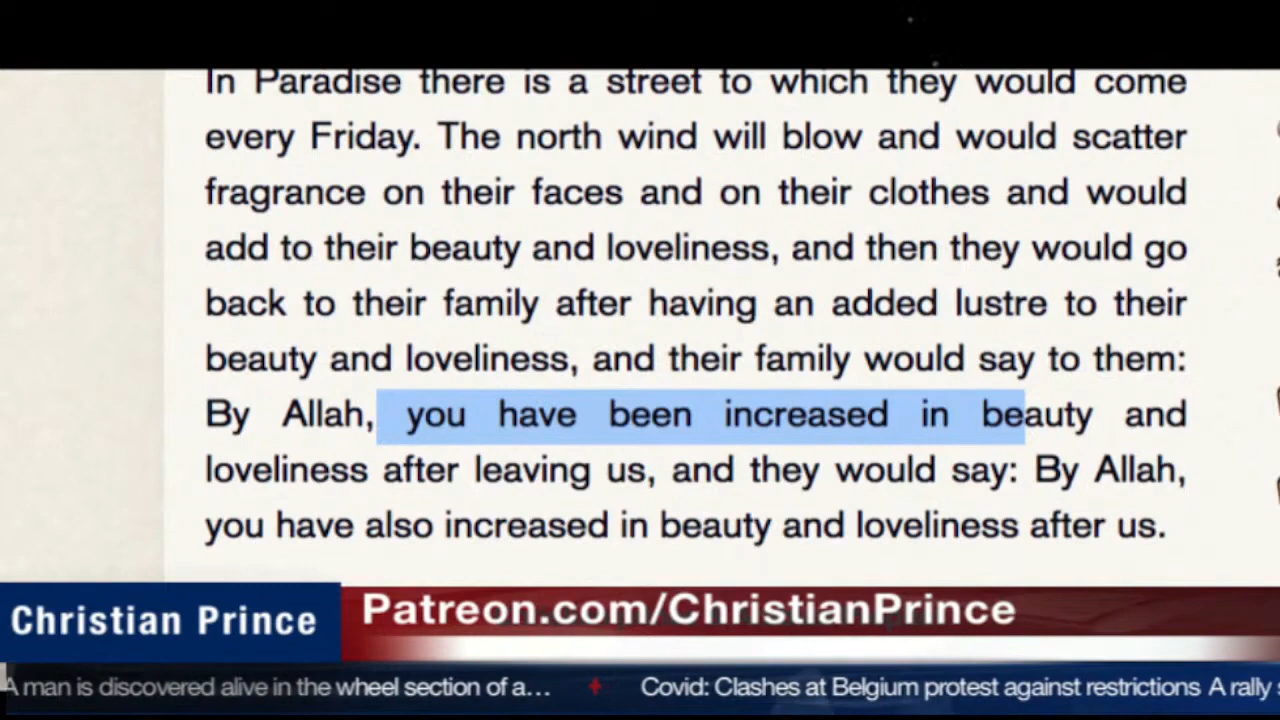 In Paradise there is a street to which they would come
every Friday. The north wind will blow and would scatter
fragrance on their faces and on their clothes and would
add to their beauty and loveliness, and then they would go
back to their family after having an added lustre to their
beauty and loveliness, and their family would say to them:
By Allah, you have been increased in beauty and
loveliness after leaving us, and they would say: By Allah,
you have also increased in beauty and loveliness after us.
Christian Prince
Patreon.com/ChristianPrince
A man is discovered alive in the wheel section of a... Covid: Clashes at Belgium protest against restrictions A rally